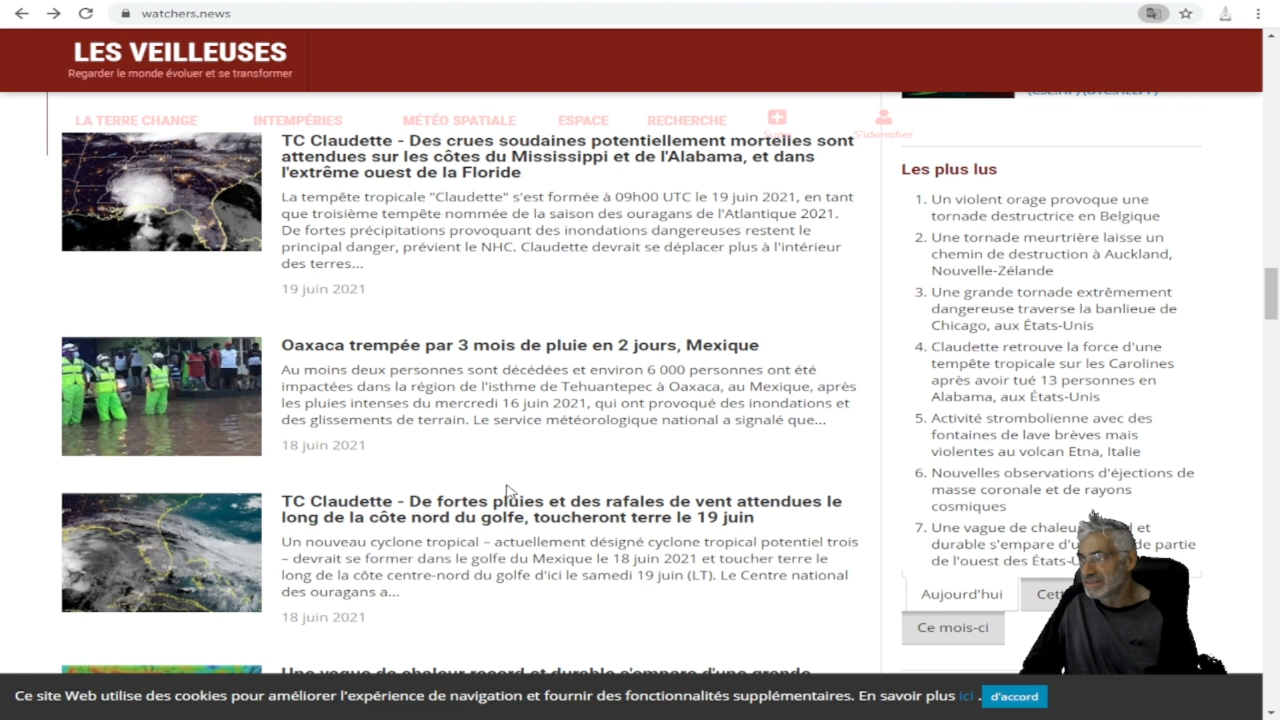 watchers.news
LES VEILLEUSES
Regarder le monde évoluer et se transformer
LA TERRE CHANGE
INTEMPÉRIES
MÉTÉO SPATIALE
ESPACE
RECHERCHE
S'identifier
TC Claudette - Des crues soudaines potentiellement mortelles sont
attendues sur les côtes du Mississippi et de l'Alabama, et dans
l'extrême ouest de la Floride
La tempête tropicale "Claudette" s'est formée à 09h00 UTC le 19 juin 2021, en tant
que troisième tempête nommée de la saison des ouragans de l'Atlantique 2021.
De fortes précipitations provoquant des inondations dangereuses restent le
principal danger, prévient le NHC. Claudette devrait se déplacer plus à l'intérieur
des terres...
19 juin 2021
Oaxaca trempée par 3 mois de pluie en 2 jours, Mexique
Au moins deux personnes sont décédées et environ 6 000 personnes ont été
impactées dans la région de l'isthme de Tehuantepec à Oaxaca, au Mexique, après
les pluies intenses du mercredi 16 juin 2021, qui ont provoqué des inondations et
des glissements de terrain. Le service météorologique national a signalé que...
18 juin 2021
TC Claudette - De fortes pluies et des rafales de vent attendues le
long de la côte nord du golfe, toucheront terre le 19 juin
Un nouveau cyclone tropical – actuellement désigné cyclone tropical potentiel trois
– devrait se former dans le golfe du Mexique le 18 juin 2021 et toucher terre le
long de la côte centre-nord du golfe d'ici le samedi 19 juin (LT). Le Centre national
des ouragans a...
18 juin 2021
Une vague de chaleur record et durable s'empare d'une grande
Les plus lus
1. Un violent orage provoque une
tornade destructrice en Belgique
2. Une tornade meurtrière laisse un
chemin de destruction à Auckland,
Nouvelle-Zélande
3. Une grande tornade extrêmement
dangereuse traverse la banlieue de
Chicago, aux États-Unis
4. Claudette retrouve la force d'une
tempête tropicale sur les Carolines
après avoir tué 13 personnes en
Alabama, aux États-Unis
5. Activité strombolienne avec des
fontaines de lave brèves mais
violentes au volcan Etna, Italie
6. Nouvelles observations d'éjections de
masse coronale et de rayons
cosmiques
7. Une vague de chaleu et
durable s'empare d'u de partie
de l'ouest des États-U
Aujourd'hui
Cet
Ce mois-ci
Ce site Web utilise des cookies pour améliorer l'expérience de navigation et fournir des fonctionnalités supplémentaires. En savoir plus ici . d'accord